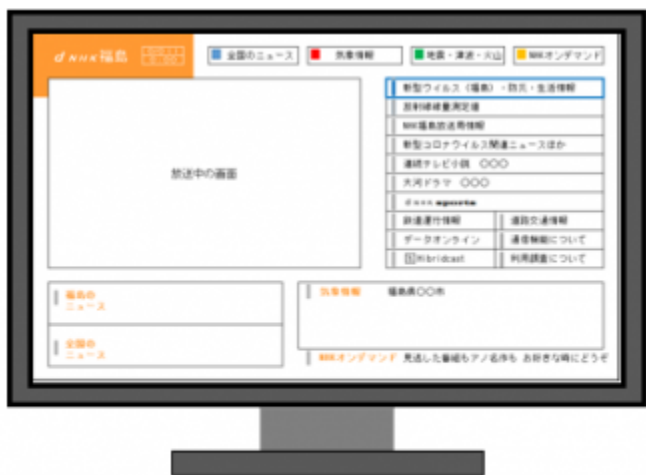 dNHK福島
全国のニュース
気象情報
地震・津波・火山
NHKオンデマンド
放送中の画面
新型ウイルス（福島）・防災・生活情報
放射線線量測定値
NHK福島放送局情報
新型コロナウイルス関連ニュースほか
連続テレビ小説 〇〇〇
大河ドラマ 〇〇〇
dNHK sports
鉄道運行情報
道路交通情報
データオンライン
通信機能について
Hybridcast
利用調査について
福島の
ニュース
全国の
ニュース
気象情報 福島県〇〇市
NHKオンデマンド 見逃した番組もアノ名作も お好きな時にどうぞ